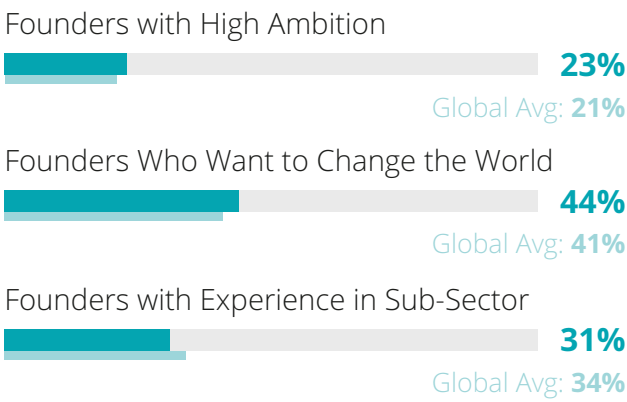 Founders with High Ambition
23%
Global Avg: 21%
Founders Who Want to Change the World
44%
Global Avg: 41%
Founders with Experience in Sub-Sector
31%
Global Avg: 34%